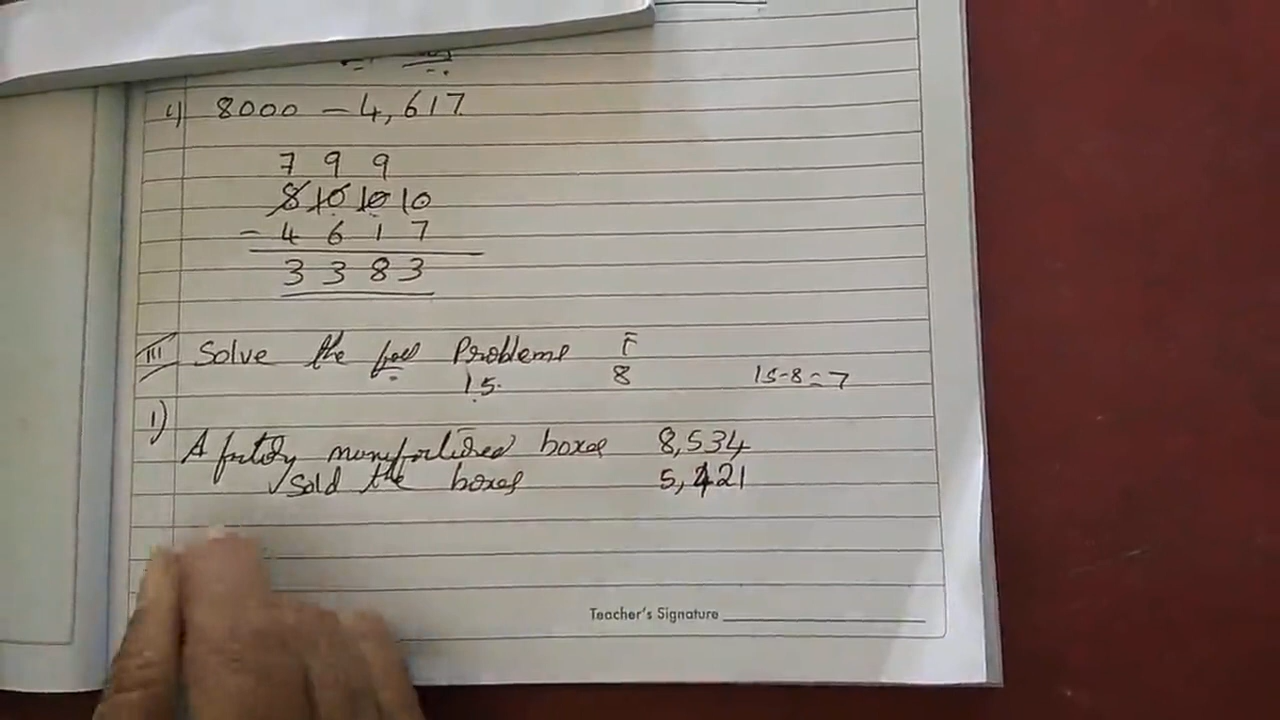 8000 - 4,617
7 9 9
8 10 10 10
- 4 6 1 7
3 3 8 3
III Solve the Problems
15. 8 15-8=7
1)
A factory manufactured boxes 8,534
Sold the boxes 5,421
Teacher's Signature